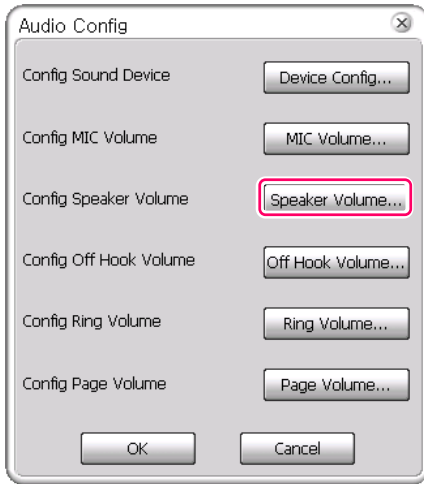 Audio Config
Config Sound Device Device Config...
Config MIC Volume MIC Volume...
Config Speaker Volume Speaker Volume...
Config Off Hook Volume Off Hook Volume...
Config Ring Volume Ring Volume...
Config Page Volume Page Volume...
OK Cancel